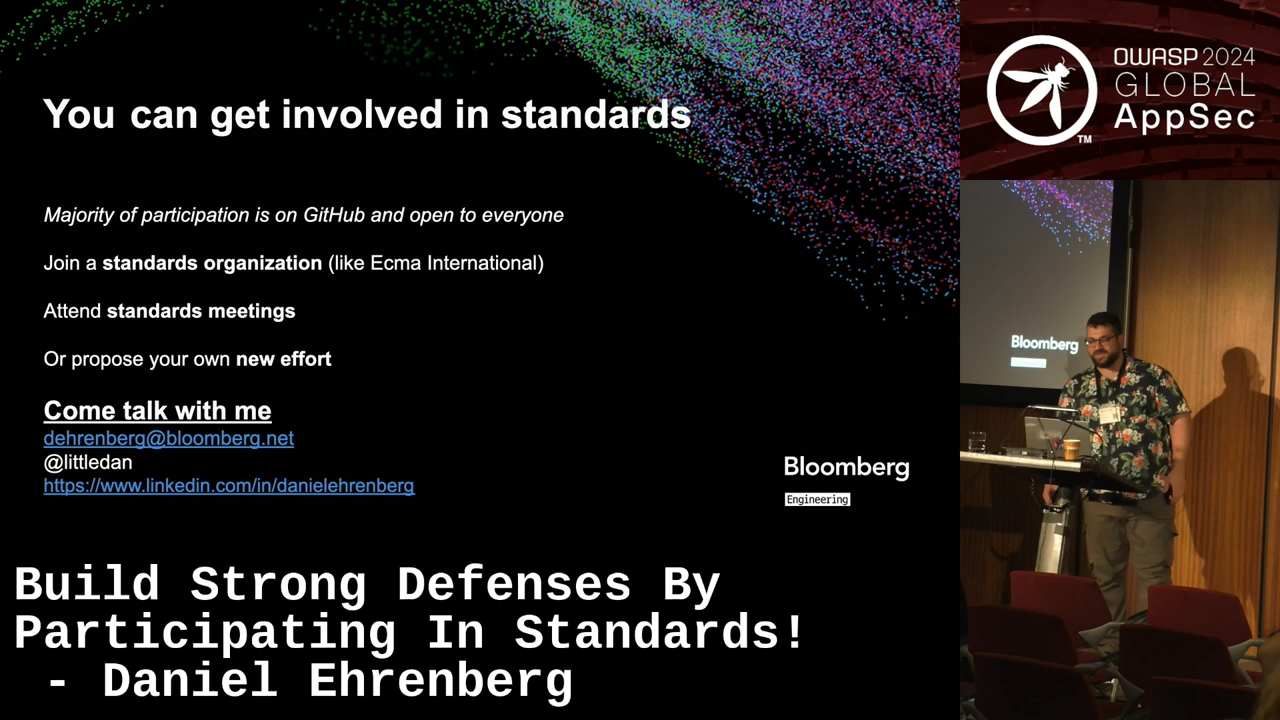 You can get involved in standards
Majority of participation is on GitHub and open to everyone
Join a standards organization (like Ecma International)
Attend standards meetings
Or propose your own new effort
Come talk with me
dehrenberg@bloomberg.net
@littledan
https://www.linkedin.com/in/danielehrenberg
Bloomberg
Engineering
Build Strong Defenses By
Participating In Standards!
- Daniel Ehrenberg
OWASP 2024
GLOBAL
AppSec
TM
Bloomberg